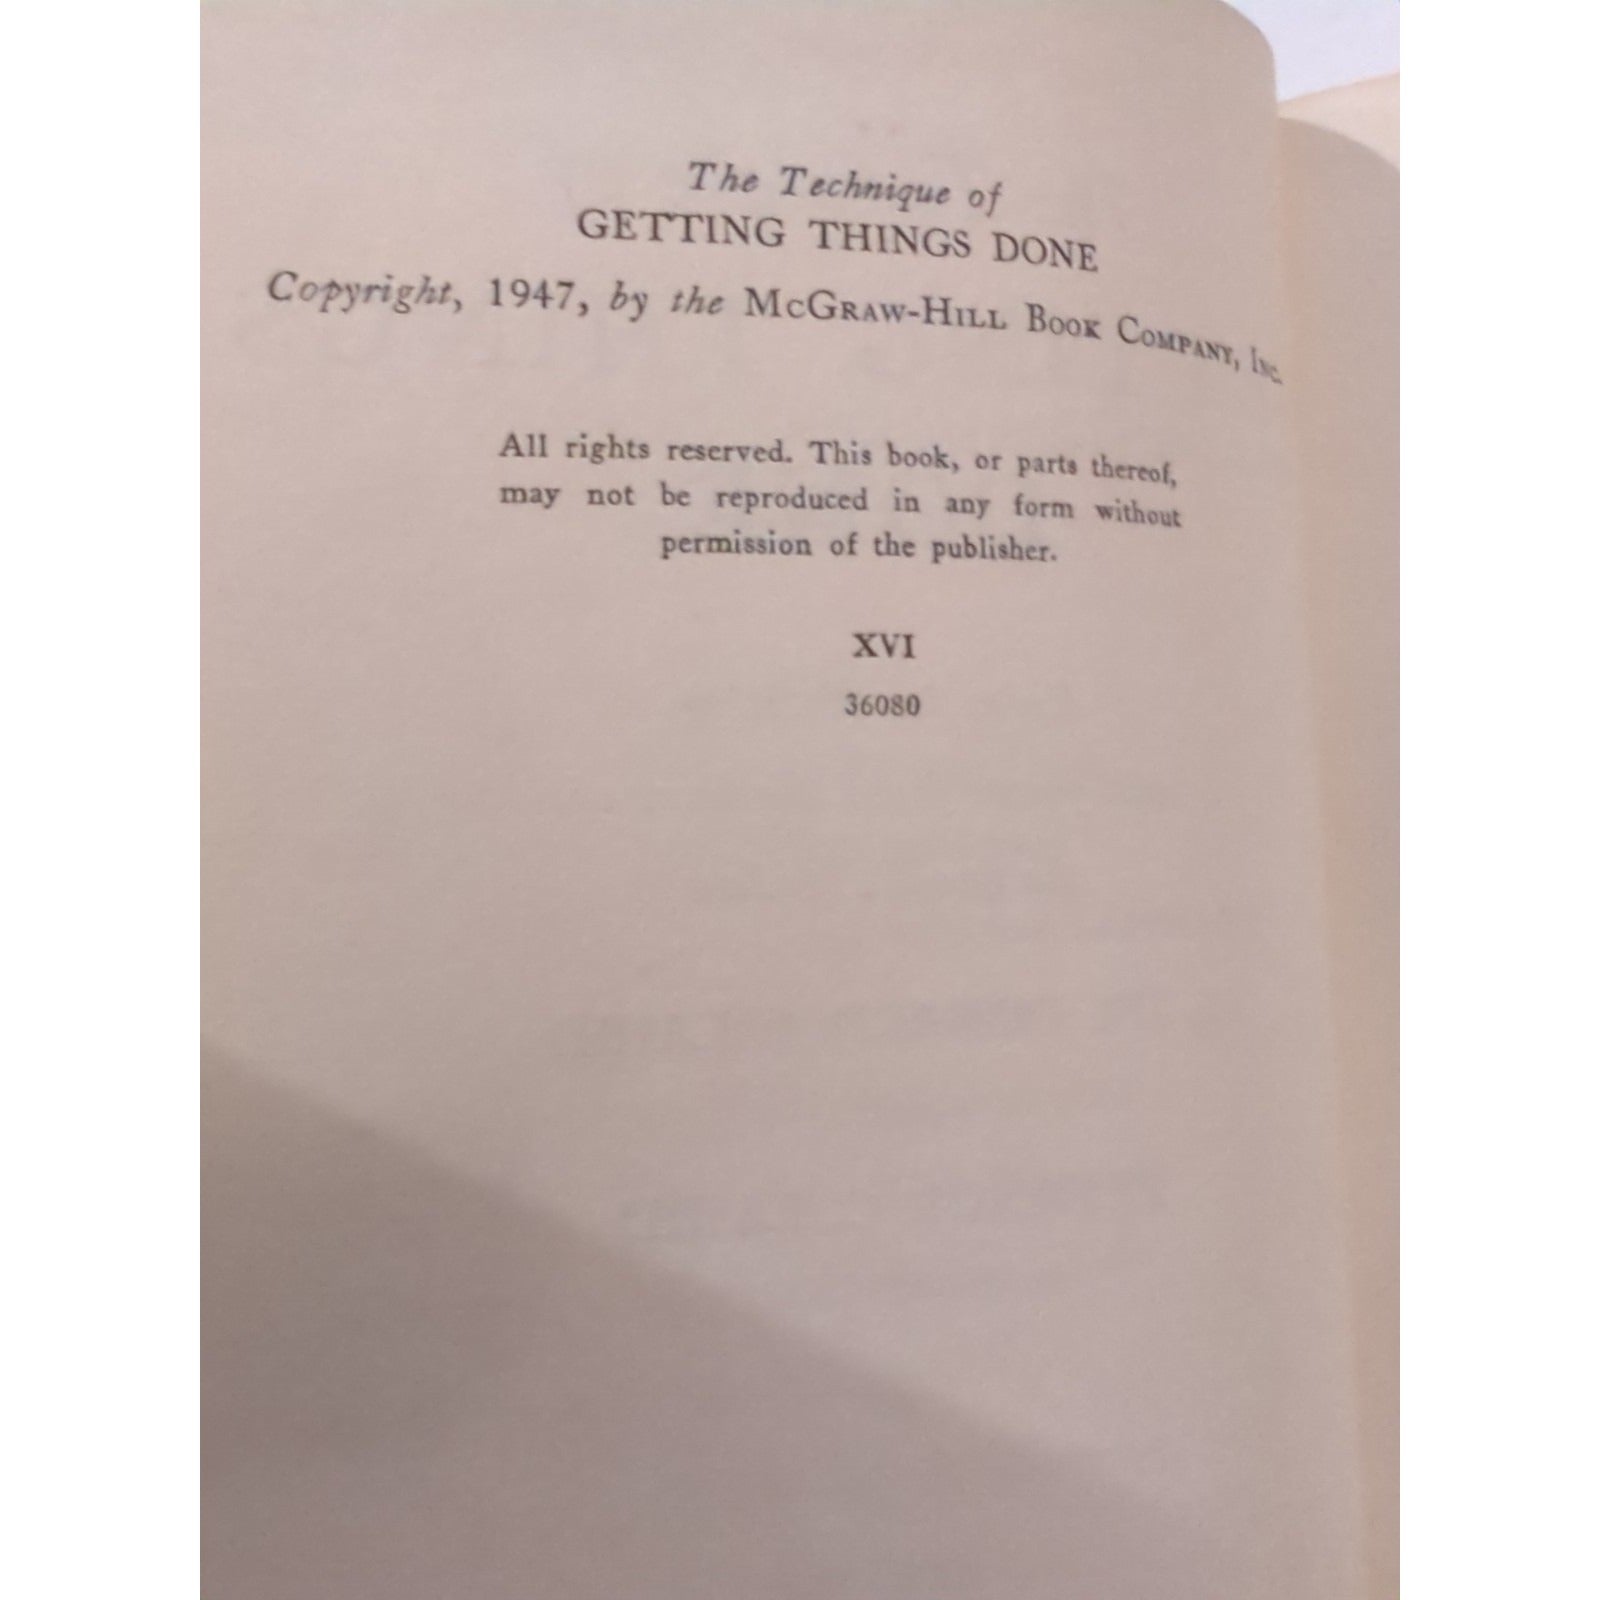 The Technique of
GETTING THINGS DONE
Copyright, 1947, by the McGraw-Hill Book Company, Inc.
All rights reserved. This book, or parts thereof,
may not be reproduced in any form without
permission of the publisher.
XVI
36080